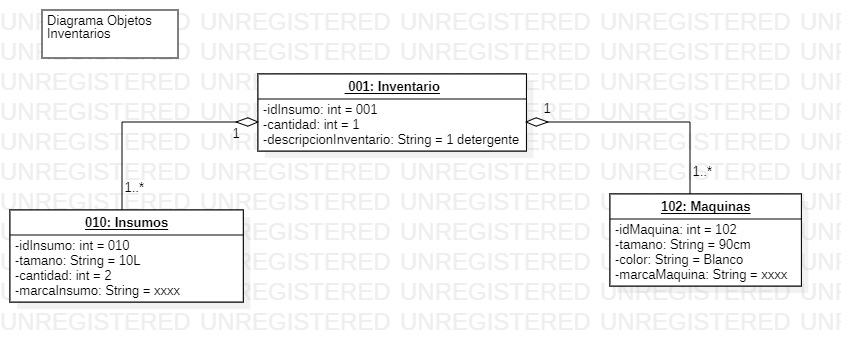 Diagrama Objetos
Inventarios
001: Inventario
-idInsumo: int = 001
-cantidad: int = 1
-descripcionInventario: String = 1 detergente
1
1
1..*
1..*
010: Insumos
-idInsumo: int = 010
-tamano: String = 10L
-cantidad: int = 2
-marcaInsumo: String = xxxx
102: Maquinas
-idMaquina: int = 102
-tamano: String = 90cm
-color: String = Blanco
-marcaMaquina: String = xxxx
UNREGISTERED UNREGISTERED UNREGISTERED UNREGISTERED